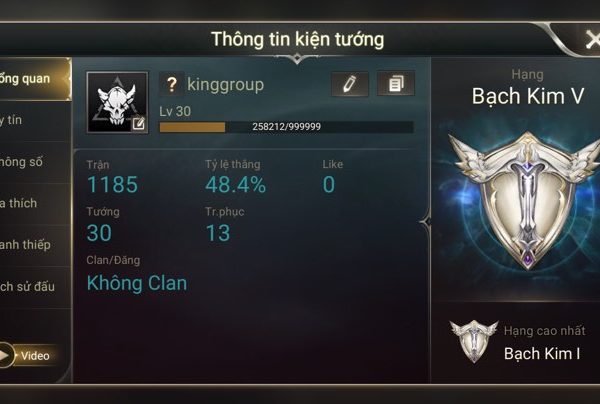 Thông tin kiện tướng
ổng quan
y tín
hông số
a thích
anh thiếp
ịch sử đấu
Video
? kinggroup
Lv 30
258212/999999
Trận
Tỷ lệ thắng
Like
1185
48.4%
0
Tướng
Tr.phục
30
13
Clan/Đăng
Không Clan
Hạng
Bạch Kim V
Hạng cao nhất
Bạch Kim I